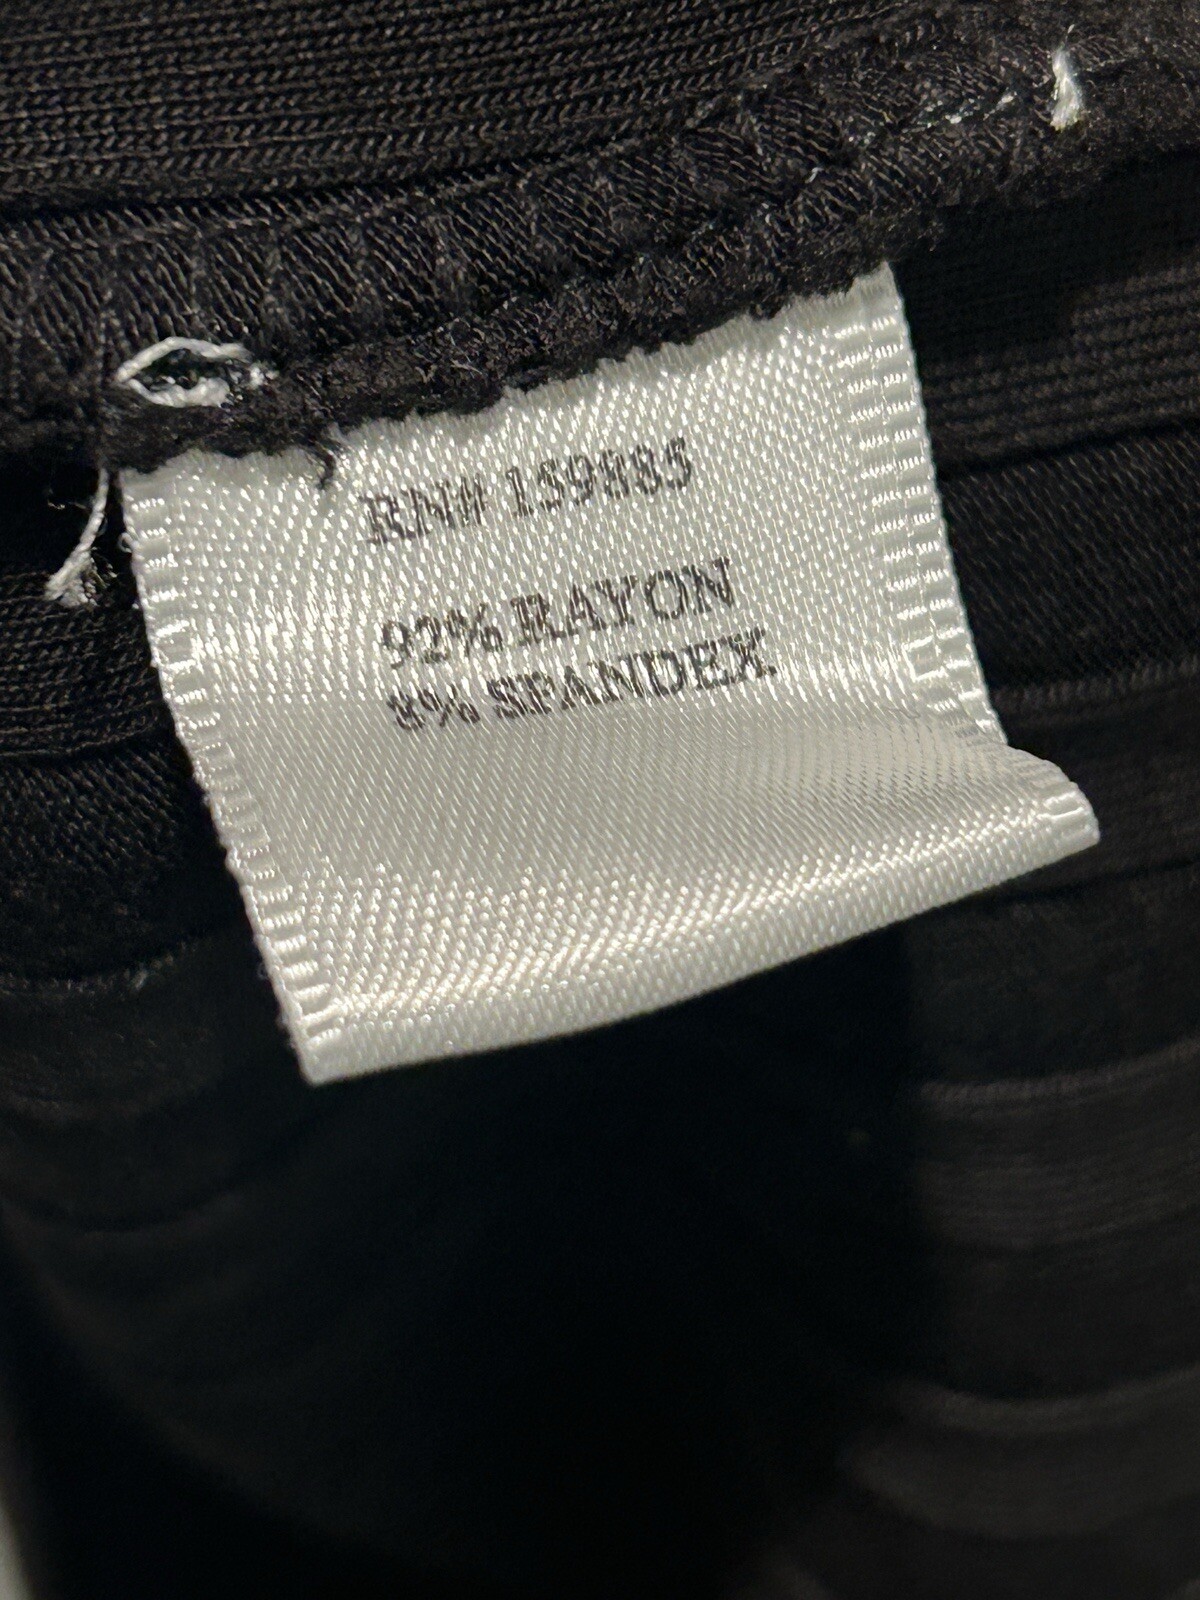 RN# 159885
92% RAYON
8% SPANDEX